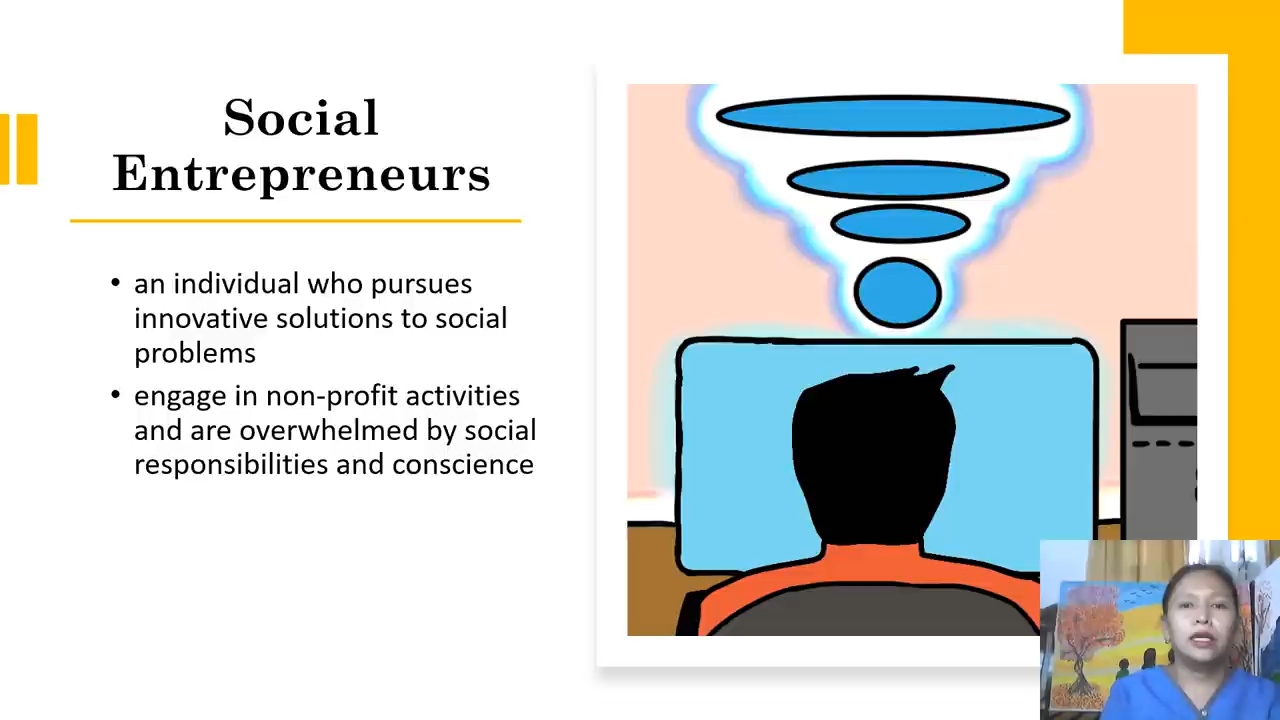 Social
Entrepreneurs
• an individual who pursues
innovative solutions to social
problems
• engage in non-profit activities
and are overwhelmed by social
responsibilities and conscience